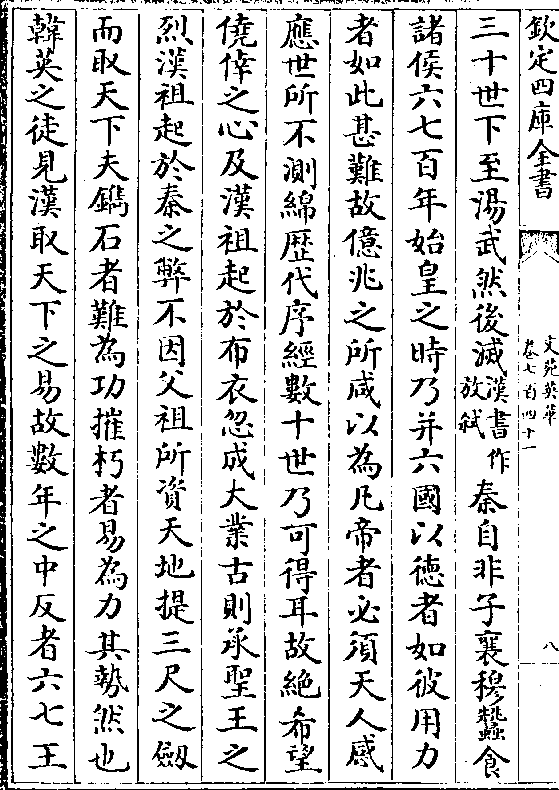 欽定四庫全書
文苑英華
卷七百四十一
八
三十世下至湯武然後滅漢書作放弑秦自非子襄穆蠶食
諸侯六七百年始皇之時乃并六國以德者如彼用力
者如此甚難故億兆之所咸以為凡帝者必須天人感
應世所不測綿歴代序經數十世乃可得耳故絶希望
僥倖之心及漢祖起於布衣忽成大業古則承聖王之
烈漢祖起於秦之弊不因父祖所資天地提三尺之劔
而取天下夫鐫石者難為功摧朽者易為力其勢然也
韓英之徒見漢取天下之易故數年之中反者六七王